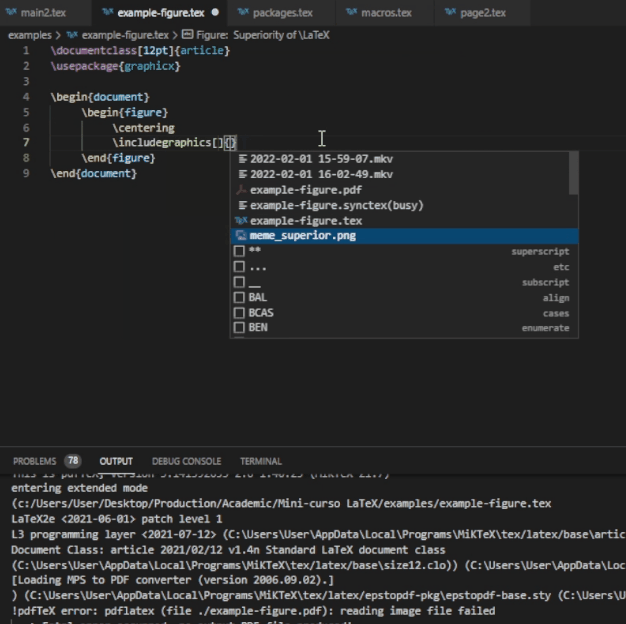 main2.tex example-figure.tex packages.tex macros.tex page2.tex
examples > example-figure.tex > Figure: Superiority of \LaTeX
1 \documentclass[12pt]{article}
2 \usepackage{graphicx}
3
4 \begin{document}
5 \begin{figure}
6 \centering
7 \includegraphics[]{}
8 \end{figure}
9 \end{document}
2022-02-01 15-59-07.mkv
2022-02-01 16-02-49.mkv
example-figure.pdf
example-figure.synctex(busy)
example-figure.tex
meme_superior.png
** superscript
... etc
__ subscript
BAL align
BCAS cases
BEN enumerate
PROBLEMS 78 OUTPUT DEBUG CONSOLE TERMINAL
entering extended mode
(c:/Users/User/Desktop/Production/Academic/Mini-curso LaTeX/examples/example-figure.tex
LaTeX2e <2021-06-01> patch level 1
L3 programming layer <2021-07-12> (C:\Users\User\AppData\Local\Programs\MiKTeX\tex/latex/base\artic
Document Class: article 2021/02/12 v1.4n Standard LaTeX document class
(C:\Users\User\AppData\Local\Programs\MiKTeX\tex/latex/base\size12.clo)) (C:\Users\User\AppData\Loc
[Loading MPS to PDF converter (version 2006.09.02).]
) (C:\Users\User\AppData\Local\Programs\MiKTeX\tex/latex/epstopdf-pkg\epstopdf-base.sty (C:\Users\U
!pdfTeX error: pdflatex (file ./example-figure.pdf): reading image file failed